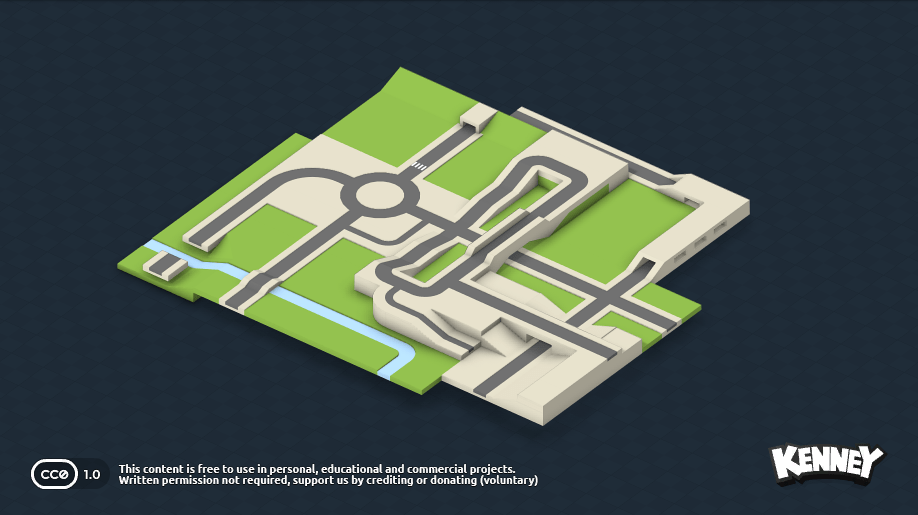 CC0 1.0
This content is free to use in personal, educational and commercial projects.
Written permission not required, support us by crediting or donating (voluntary)
KENNEY